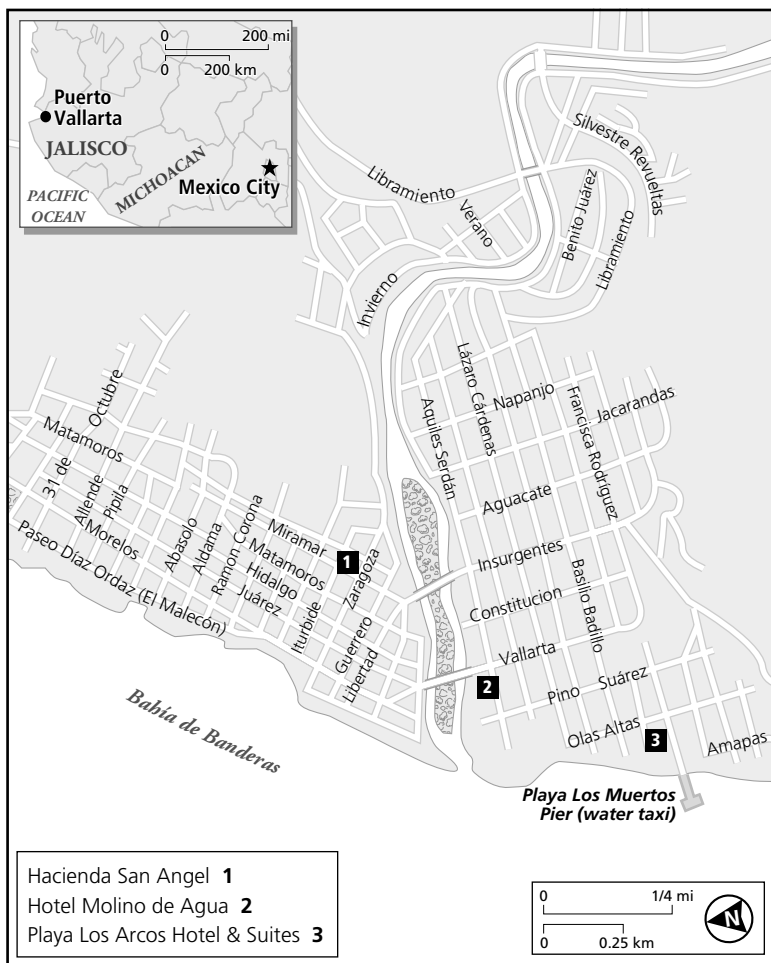 0 200 mi
0 200 km
Puerto
Vallarta
JALISCO
MICHOACAN
Mexico City
PACIFIC
OCEAN
Silvestre Revueltas
Libramiento
Verano
Benito Juárez
Libramiento
Invierno
Lázaro Cárdenas
Napanjo
Francisca Rodríguez
Jacarandas
Aquiles Serdán
Aguacate
31 de Octubre
Matamoros
Allende
Pipila
Morelos
Paseo Díaz Ordaz (El Malecón)
Abasolo
Aldama
Ramon Corona
Miramar
Matamoros
Hidalgo
Juárez
Iturbide
1
Zaragoza
Guerrero
Libertad
Insurgentes
Constitucion
Basilio Badillo
Vallarta
2
Pino Suárez
Olas Altas
3
Amapas
Bahía de Banderas
Playa Los Muertos
Pier (water taxi)
Hacienda San Angel 1
Hotel Molino de Agua 2
Playa Los Arcos Hotel & Suites 3
0 1/4 mi
0 0.25 km
N